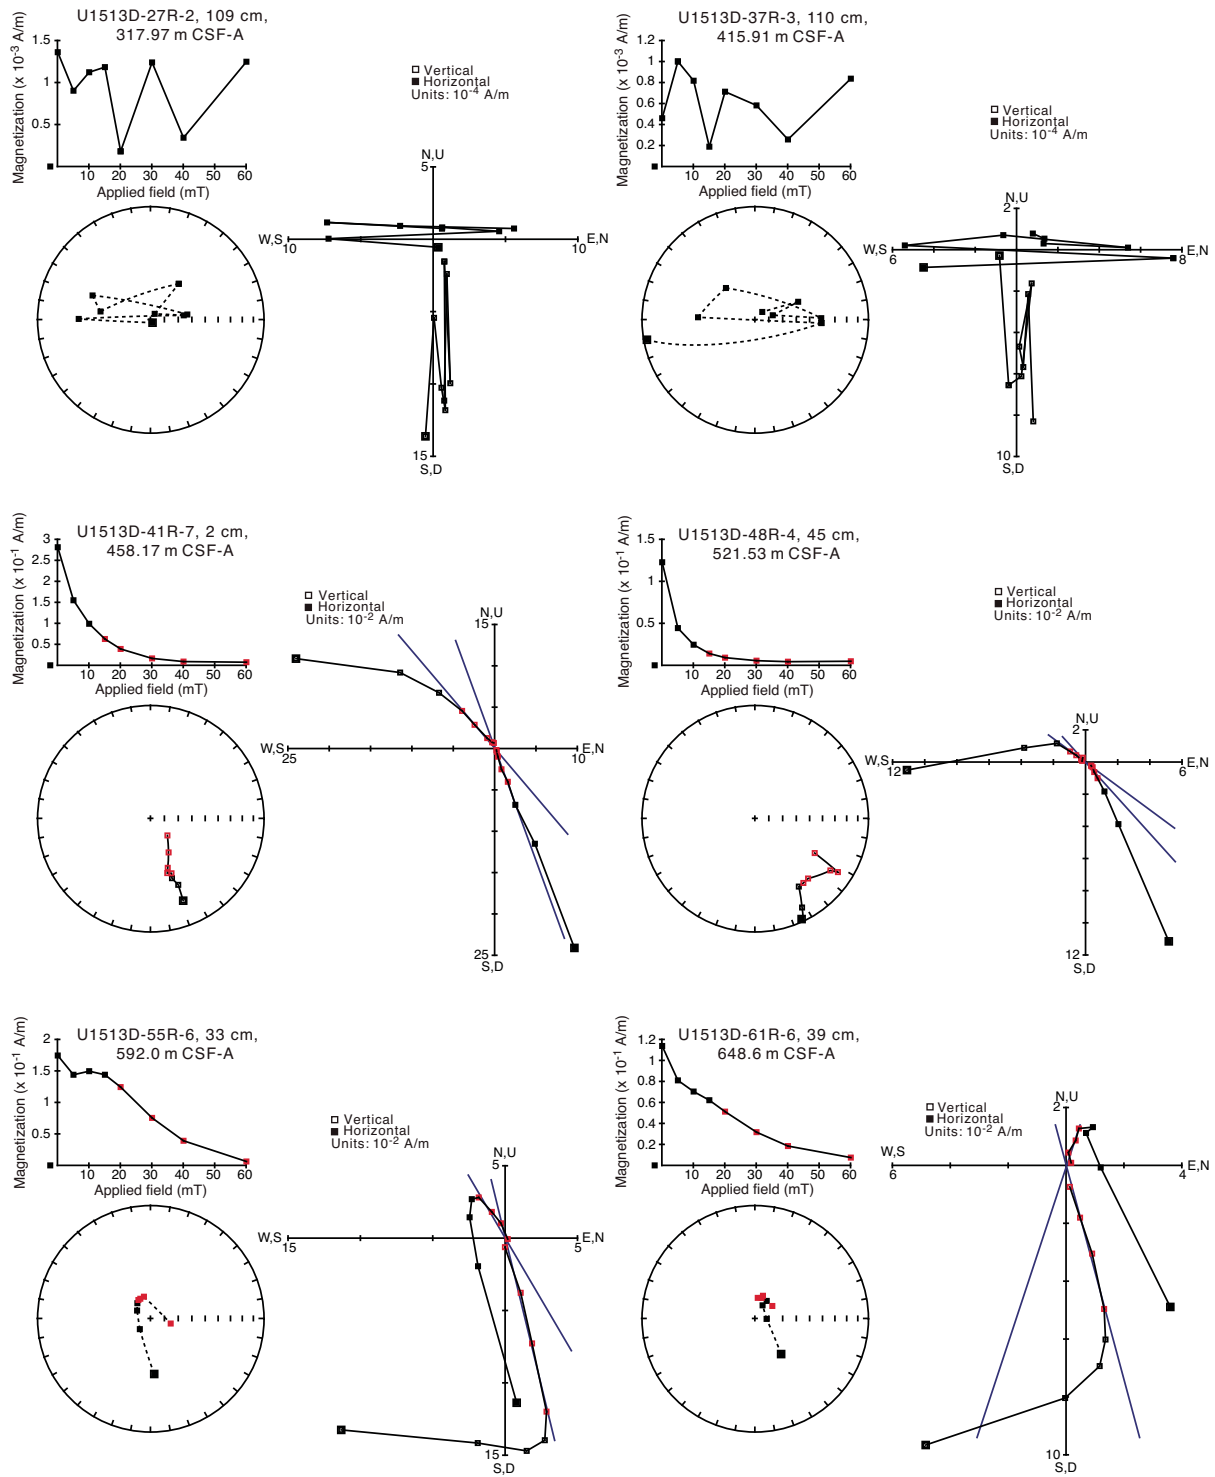 U1513D-27R-2, 109 cm,
317.97 m CSF-A
Magnetization (x 10-3 A/m)
1.5
1
0.5
0 10 20 30 40 50 60
Applied field (mT)
Vertical
Horizontal
Units: 10-4 A/m
N,U
5
W,S
10
E,N
10
15
S,D
U1513D-37R-3, 110 cm,
415.91 m CSF-A
Magnetization (x 10-3 A/m)
1.2
1
0.8
0.6
0.4
0.2
0 10 20 30 40 50 60
Applied field (mT)
Vertical
Horizontal
Units: 10-4 A/m
N,U
2
W,S
6
E,N
8
10
S,D
U1513D-41R-7, 2 cm,
458.17 m CSF-A
Magnetization (x 10-1 A/m)
3
2.5
2
1.5
1
0.5
10 20 30 40 50 60
Applied field (mT)
Vertical
Horizontal
Units: 10-2 A/m
N,U
15
W,S
25
E,N
10
25
S,D
U1513D-48R-4, 45 cm,
521.53 m CSF-A
Magnetization (x 10-1 A/m)
1.5
1
0.5
10 20 30 40 50 60
Applied field (mT)
Vertical
Horizontal
Units: 10-2 A/m
N,U
2
W,S
12
E,N
6
12
S,D
U1513D-55R-6, 33 cm,
592.0 m CSF-A
Magnetization (x 10-1 A/m)
2
1.5
1
0.5
10 20 30 40 50 60
Applied field (mT)
Vertical
Horizontal
Units: 10-2 A/m
N,U
5
W,S
15
E,N
5
15
S,D
U1513D-61R-6, 39 cm,
648.6 m CSF-A
Magnetization (x 10-1 A/m)
1.2
1
0.8
0.6
0.4
0.2
10 20 30 40 50 60
Applied field (mT)
Vertical
Horizontal
Units: 10-2 A/m
N,U
2
W,S
6
E,N
4
10
S,D